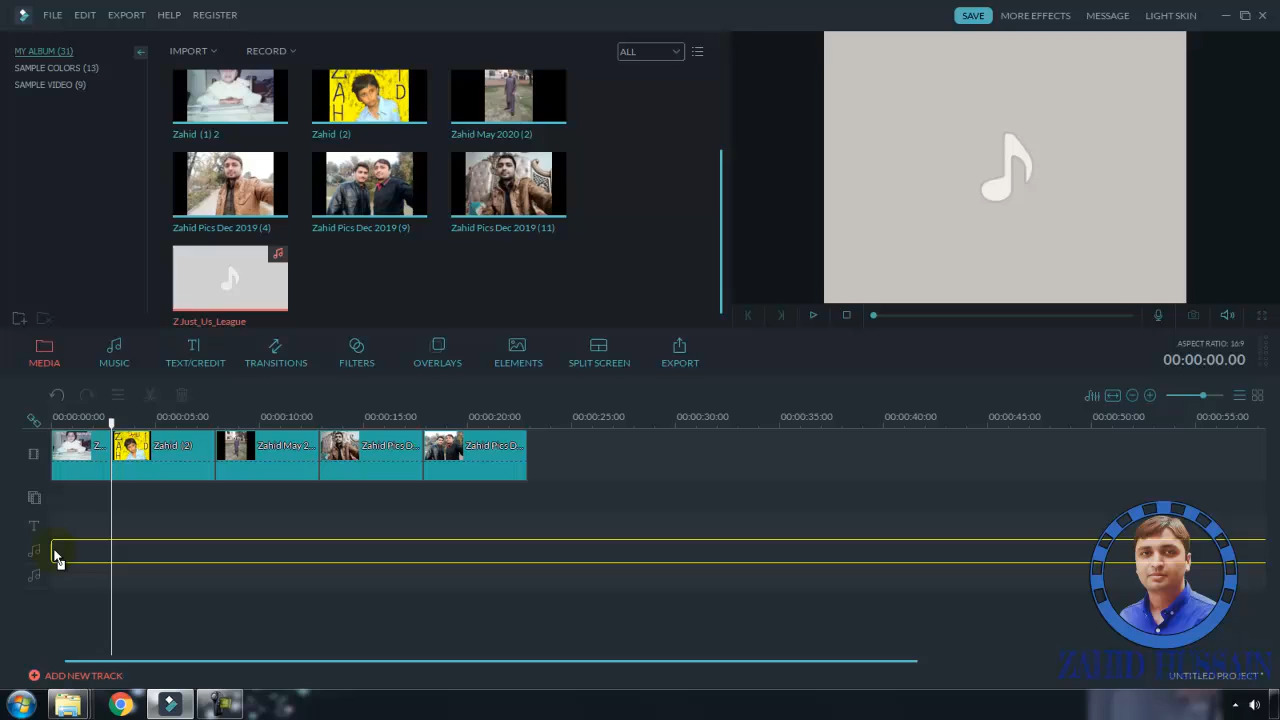 FILE EDIT EXPORT HELP REGISTER SAVE MORE EFFECTS MESSAGE LIGHT SKIN
MY ALBUM (31) IMPORT RECORD ALL
SAMPLE COLORS (13)
SAMPLE VIDEO (9)
Z A H I D
Zahid (1) 2 Zahid (2) Zahid May 2020 (2)
Zahid Pics Dec 2019 (4) Zahid Pics Dec 2019 (9) Zahid Pics Dec 2019 (11)
Z Just_Us_League
MEDIA MUSIC TEXT/CREDIT TRANSITIONS FILTERS OVERLAYS ELEMENTS SPLIT SCREEN EXPORT
ASPECT RATIO: 16:9
00:00:00.00
00:00:00:00 00:00:05:00 00:00:10:00 00:00:15:00 00:00:20:00 00:00:25:00 00:00:30:00 00:00:35:00 00:00:40:00 00:00:45:00 00:00:50:00 00:00:55:00
Z... Zahid (2) Zahid May 2... Zahid Pics D... Zahid Pics D...
ZAHID HUSSAIN
ADD NEW TRACK UNTITLED PROJECT*